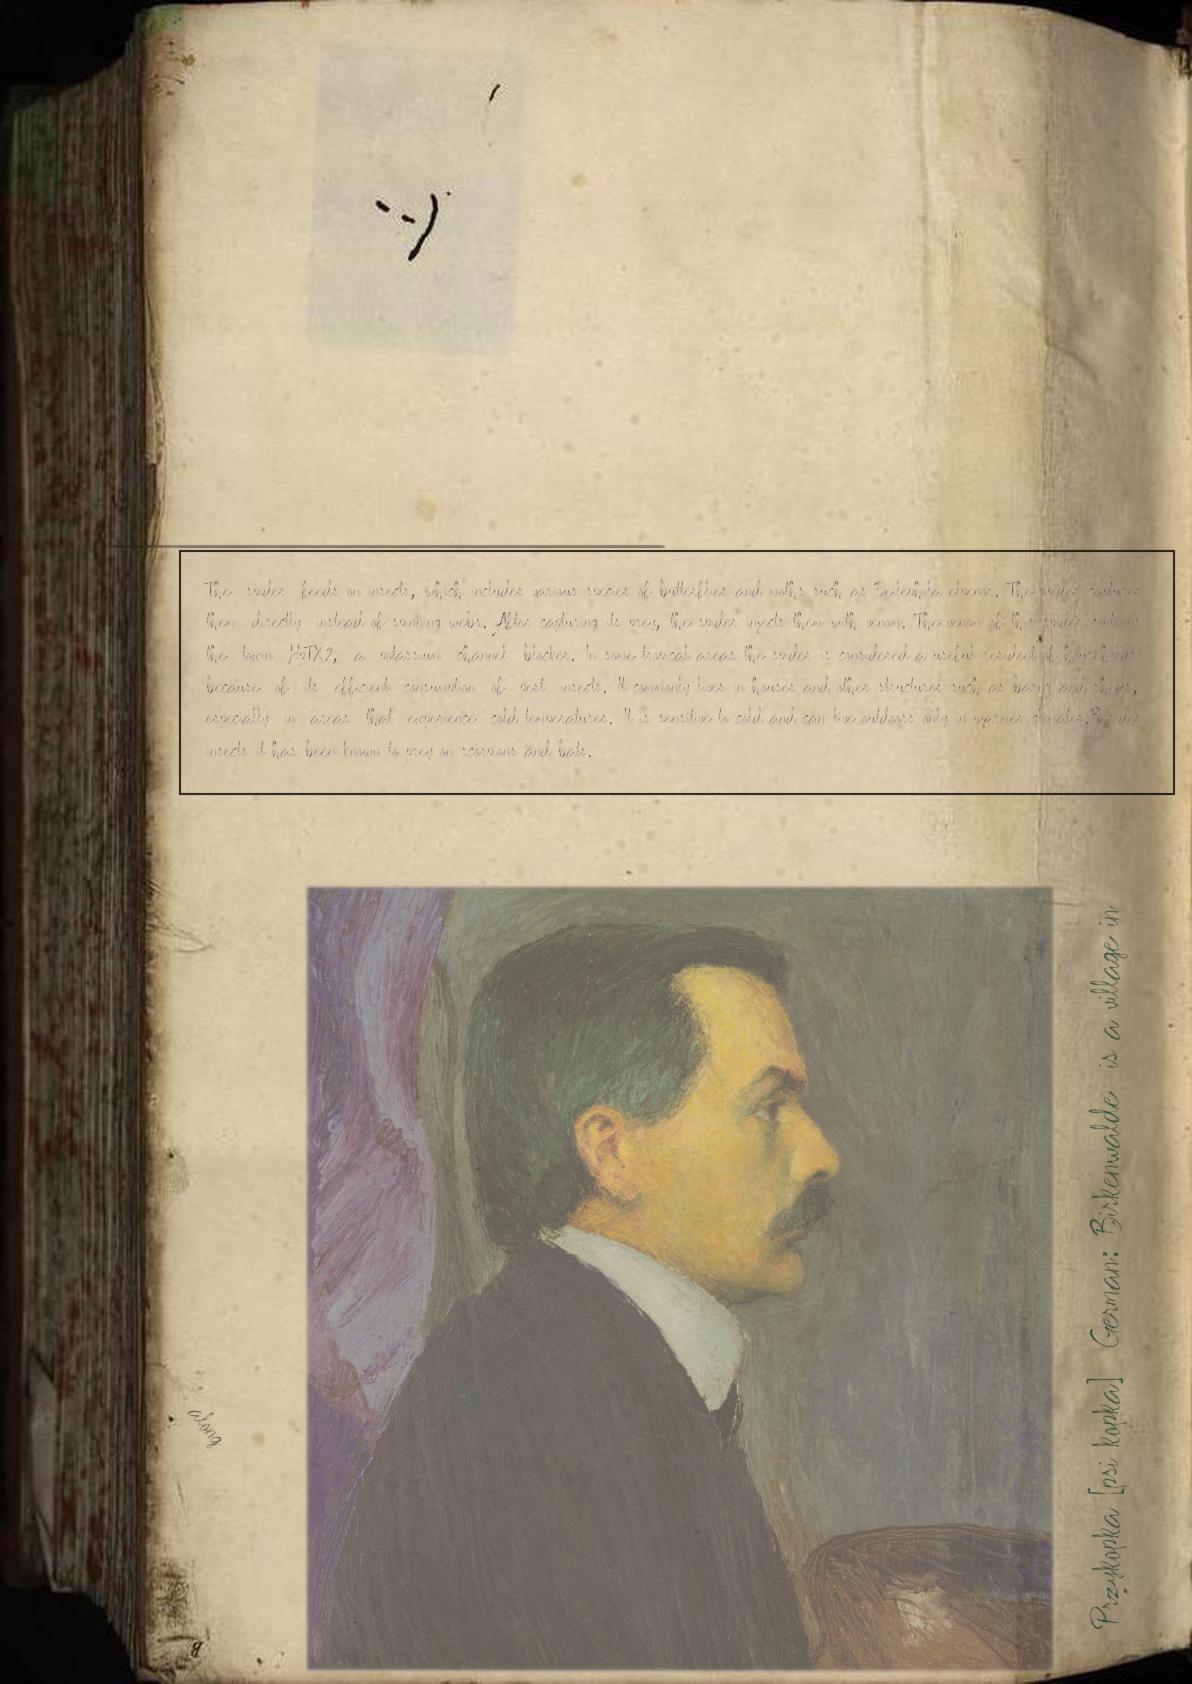 The spider feeds on insects, which includes various species of butterflies and moths such as Deilephila elpenor. The spider captures
them directly instead of spinning webs. After capturing its prey, the spider injects them with venom. The venom of this spider contains
the toxin HpTX2, a potassium channel blocker. In some tropical areas the spider is considered a useful resident of households
because of its efficient consumption of pest insects. It commonly lives in houses and other structures such as barns and sheds,
especially in areas that experience cold temperatures. It is sensitive to cold and can live outdoors only in warmer climates. Besides
insects it has been known to prey on scorpions and bats.
Przykopka [psi kopka] German: Birkenwalde is a village in
along